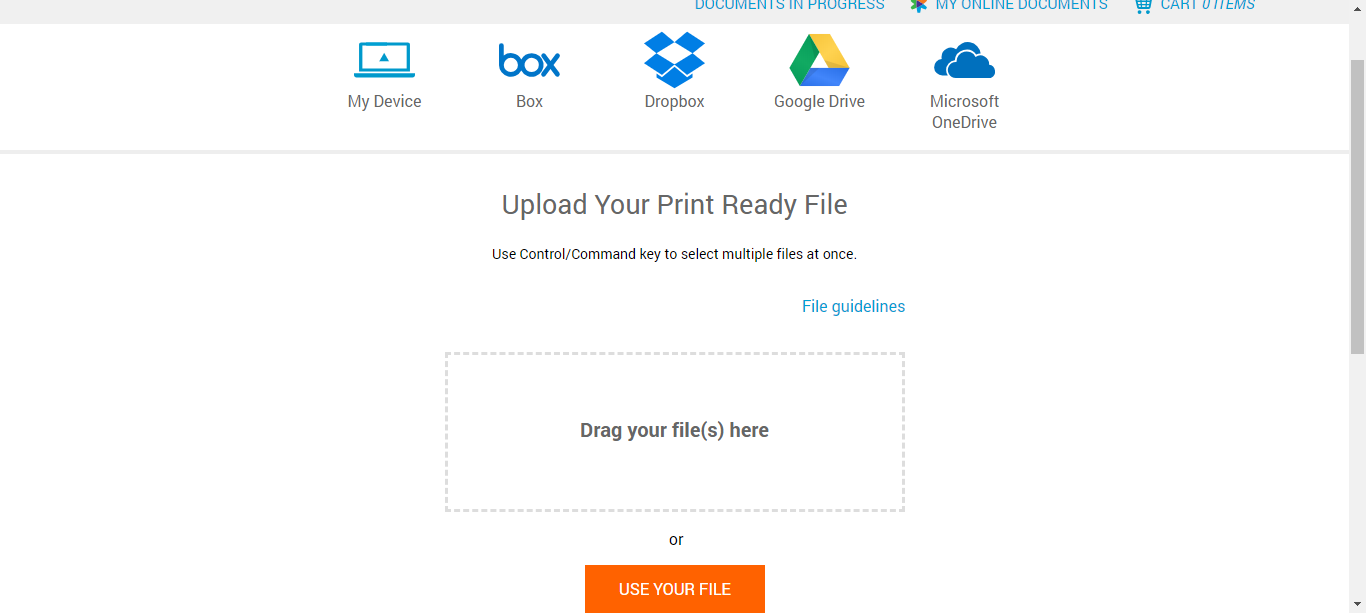 DOCUMENTS IN PROGRESS MY ONLINE DOCUMENTS CART 0 ITEMS
box
My Device Box Dropbox Google Drive Microsoft
OneDrive
Upload Your Print Ready File
Use Control/Command key to select multiple files at once.
File guidelines
Drag your file(s) here
or
USE YOUR FILE